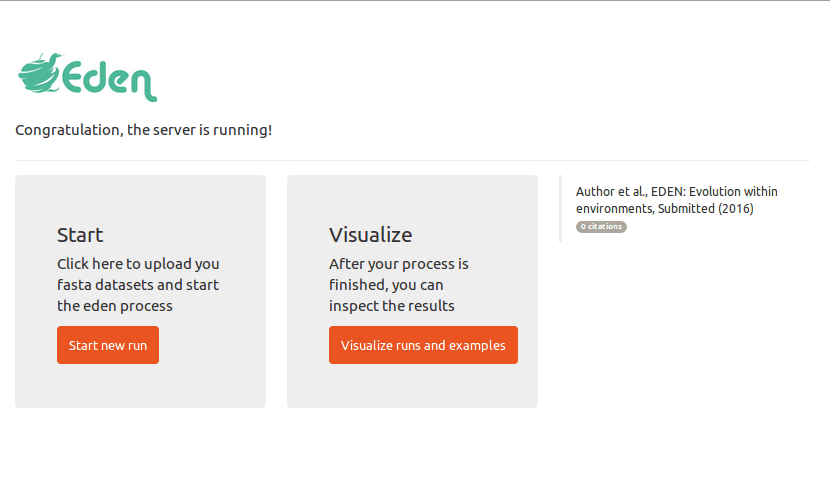 Eden
Congratulation, the server is running!
Start
Click here to upload you
fasta datasets and start
the eden process
Start new run
Visualize
After your process is
finished, you can
inspect the results
Visualize runs and examples
Author et al., EDEN: Evolution within
environments, Submitted (2016)
0 citations